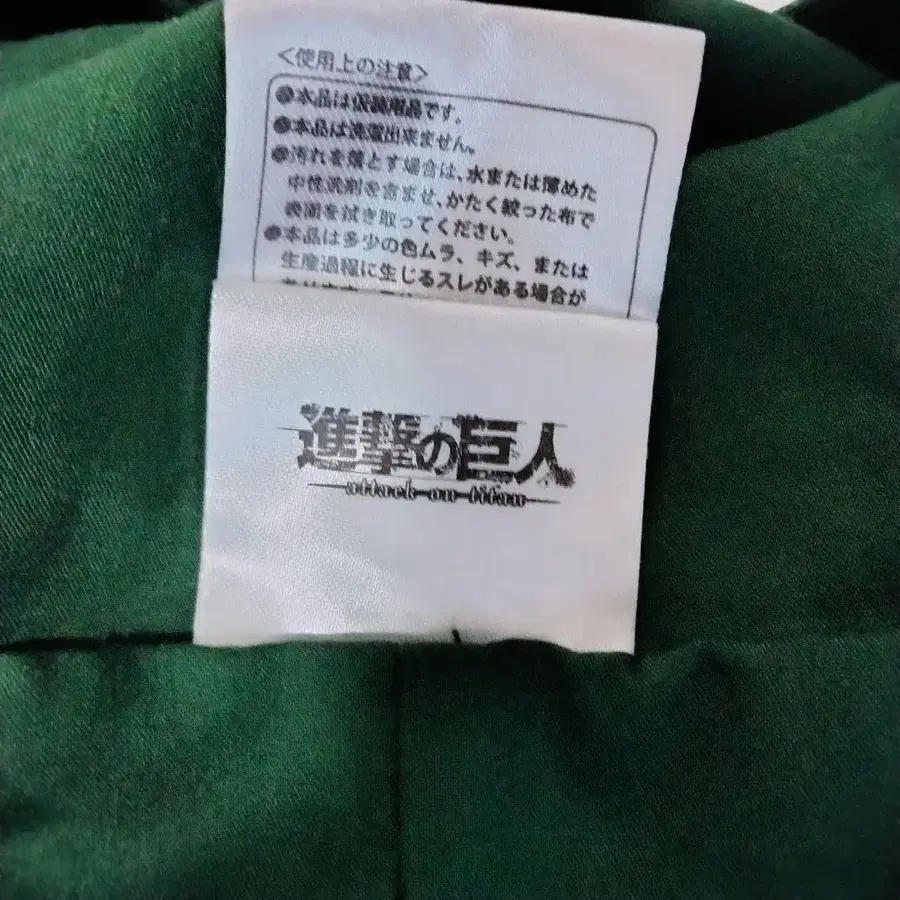 ＜使用上の注意＞
●本品は仮装用品です。
●本品は洗濯出来ません。
●汚れを落とす場合は、水または薄めた
中性洗剤を含ませ、かたく絞った布で
表面を拭き取ってください。
●本品は多少の色ムラ、キズ、または
生産過程に生じるスレがある場合が
進撃の巨人
attack on titan